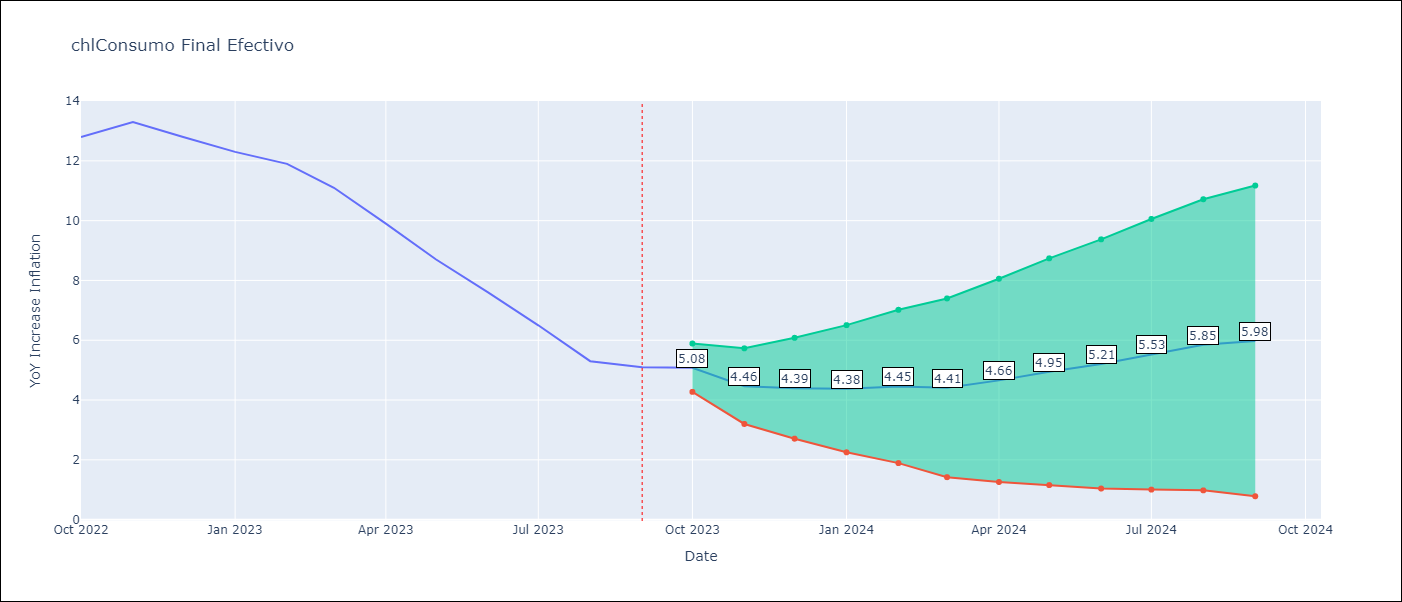 chlConsumo Final Efectivo
YoY Increase Inflation
14
12
10
8
6
4
2
0
5.08
4.46
4.39
4.38
4.45
4.41
4.66
4.95
5.21
5.53
5.85
5.98
Oct 2022
Jan 2023
Apr 2023
Jul 2023
Oct 2023
Jan 2024
Apr 2024
Jul 2024
Oct 2024
Date